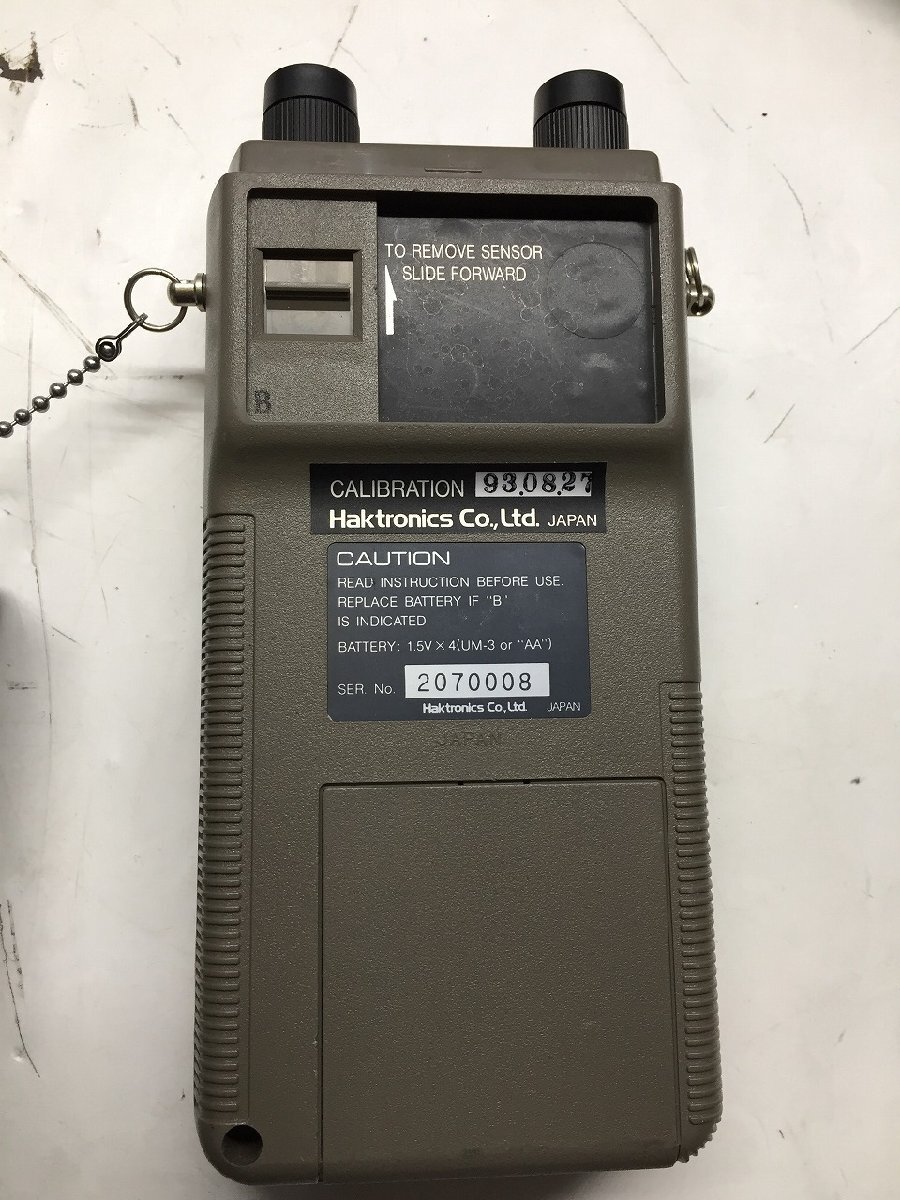 TO REMOVE SENSOR
SLIDE FORWARD
B
CALIBRATION 93.08.27
Haktronics Co., Ltd. JAPAN
CAUTION
READ INSTRUCTION BEFORE USE.
REPLACE BATTERY IF "B"
IS INDICATED
BATTERY: 1.5V × 4(UM-3 or "AA")
SER. No. 2070008
Haktronics Co., Ltd. JAPAN
JAPAN